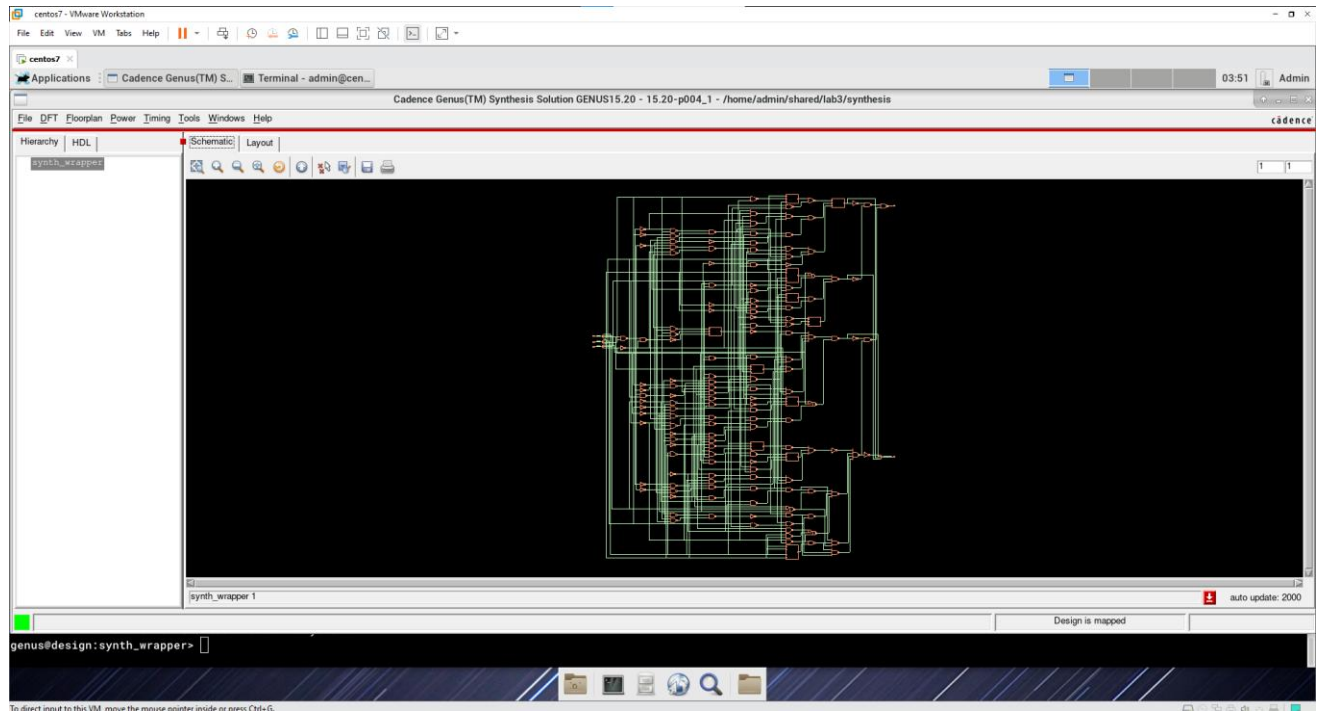 centos7 - VMware Workstation
File Edit View VM Tabs Help
centos7
Applications Cadence Genus(TM) S... Terminal - admin@cen... 03:51 Admin
Cadence Genus(TM) Synthesis Solution GENUS15.20 - 15.20-p004_1 - /home/admin/shared/lab3/synthesis
File DFT Floorplan Power Timing Tools Windows Help cādence
Hierarchy HDL Schematic Layout
synth_wrapper
1 1
synth_wrapper 1 auto update: 2000
Design is mapped
genus@design:synth_wrapper>
To direct input to this VM, move the mouse pointer inside or press Ctrl+G.